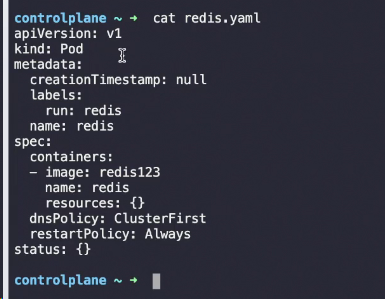 controlplane ~ ➜ cat redis.yaml
apiVersion: v1
kind: Pod
metadata:
  creationTimestamp: null
  labels:
    run: redis
  name: redis
spec:
  containers:
  - image: redis123
    name: redis
    resources: {}
  dnsPolicy: ClusterFirst
  restartPolicy: Always
status: {}
controlplane ~ ➜